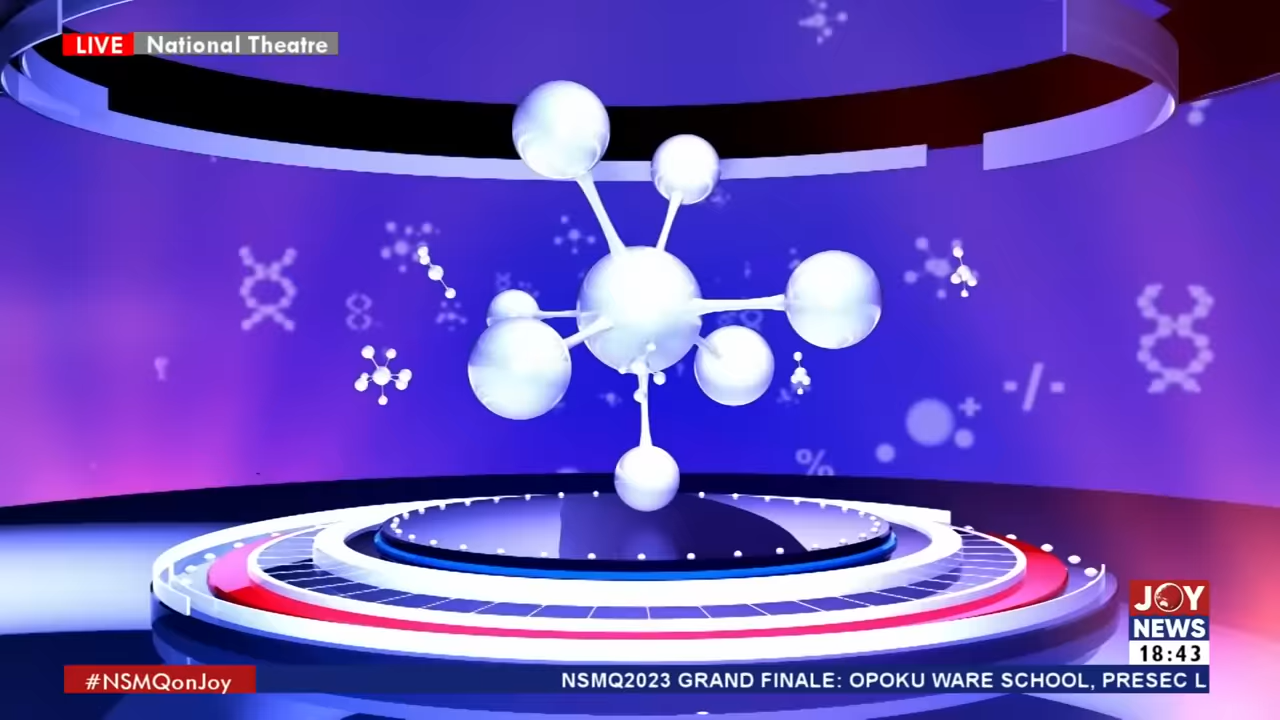 LIVE National Theatre
%
JOY
NEWS
18:43
#NSMQonJoy
NSMQ2023 GRAND FINALE: OPOKU WARE SCHOOL, PRESEC L